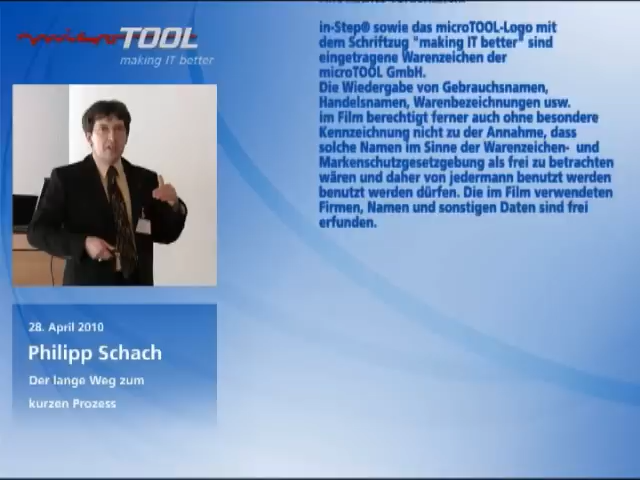 microTOOL
making IT better
in-Step® sowie das microTOOL-Logo mit
dem Schriftzug "making IT better" sind
eingetragene Warenzeichen der
microTOOL GmbH.
Die Wiedergabe von Gebrauchsnamen,
Handelsnamen, Warenbezeichnungen usw.
im Film berechtigt ferner auch ohne besondere
Kennzeichnung nicht zu der Annahme, dass
solche Namen im Sinne der Warenzeichen- und
Markenschutzgesetzgebung als frei zu betrachten
wären und daher von jedermann benutzt werden
benutzt werden dürfen. Die im Film verwendeten
Firmen, Namen und sonstigen Daten sind frei
erfunden.
28. April 2010
Philipp Schach
Der lange Weg zum
kurzen Prozess